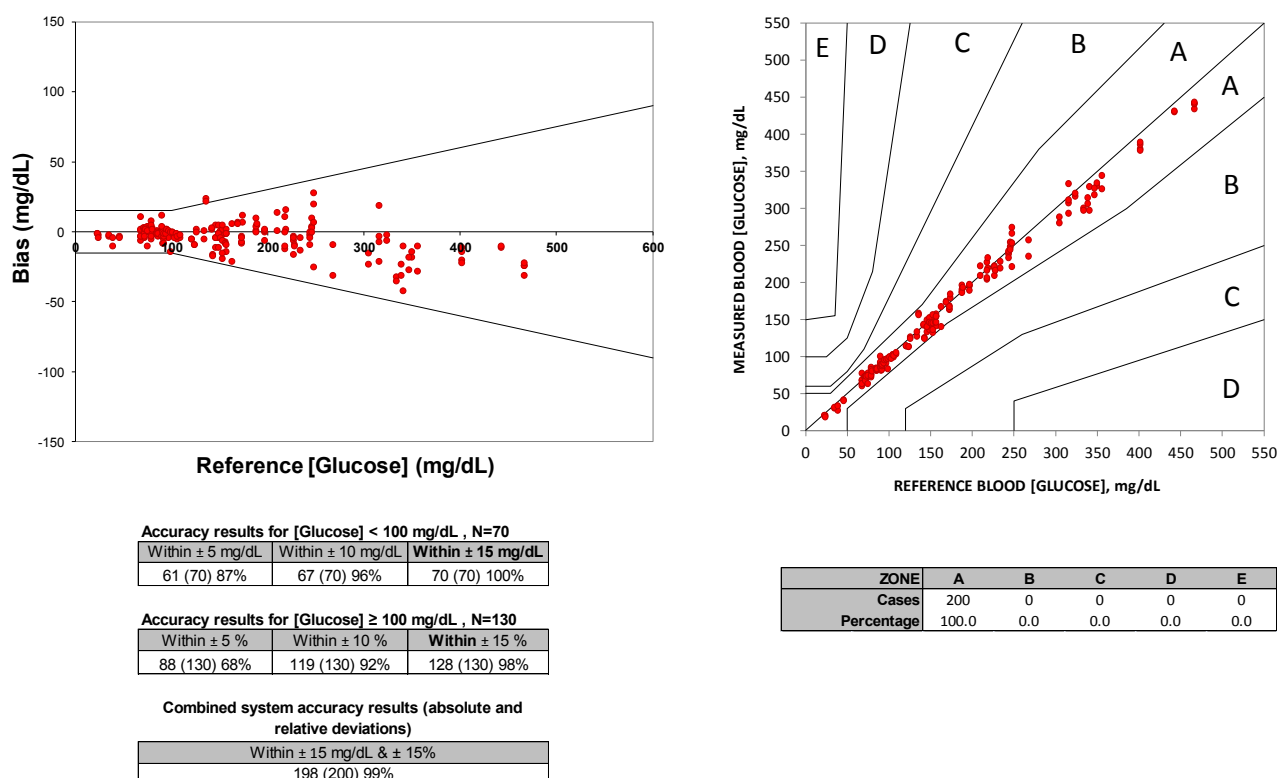 150
100
50
0
-50
-100
-150
0 100 200 300 400 500 600
Bias (mg/dL)
Reference [Glucose] (mg/dL)
Accuracy results for [Glucose] < 100 mg/dL , N=70
Within ± 5 mg/dL Within ± 10 mg/dL Within ± 15 mg/dL
61 (70) 87% 67 (70) 96% 70 (70) 100%
Accuracy results for [Glucose] ≥ 100 mg/dL , N=130
Within ± 5 % Within ± 10 % Within ± 15 %
88 (130) 68% 119 (130) 92% 128 (130) 98%
Combined system accuracy results (absolute and
relative deviations)
Within ± 15 mg/dL & ± 15%
198 (200) 99%
550
500
450
400
350
300
250
200
150
100
50
0
0 50 100 150 200 250 300 350 400 450 500 550
E D C B A
A
B
C
D
MEASURED BLOOD [GLUCOSE], mg/dL
REFERENCE BLOOD [GLUCOSE], mg/dL
ZONE A B C D E
Cases 200 0 0 0 0
Percentage 100.0 0.0 0.0 0.0 0.0